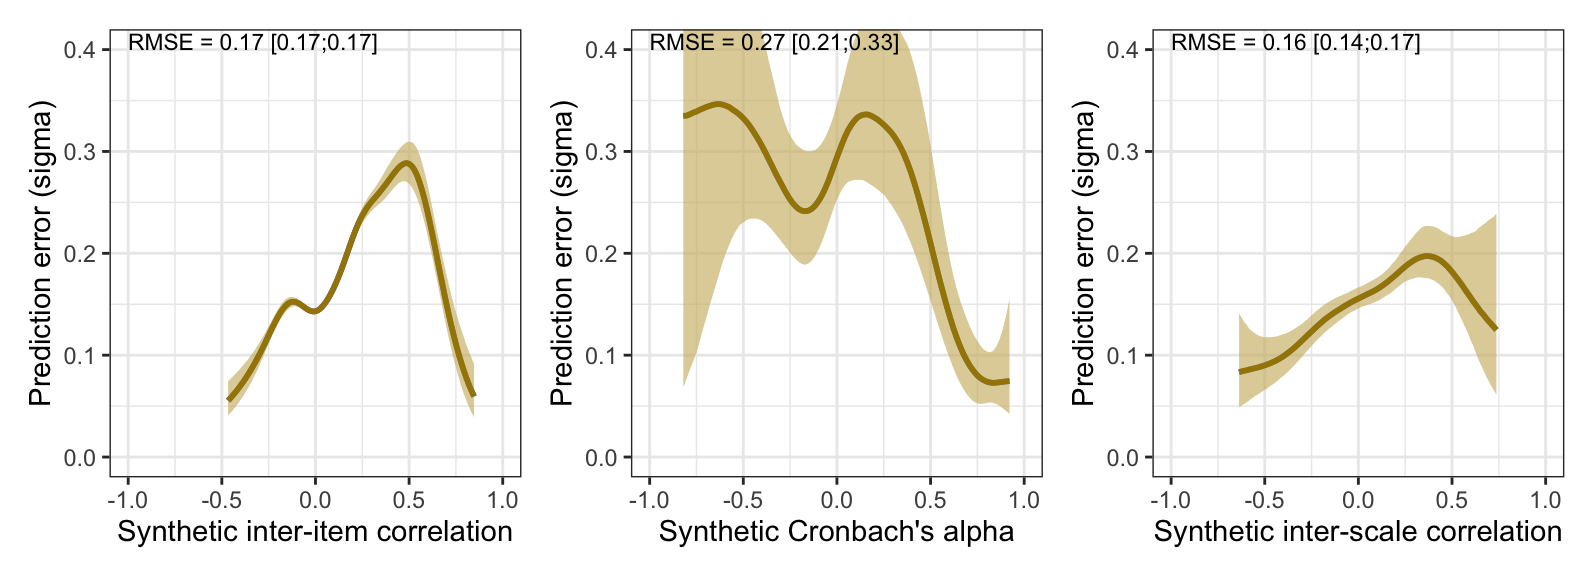 RMSE = 0.17 [0.17;0.17]
0.4
0.3
0.2
0.1
0.0
Prediction error (sigma)
-1.0 -0.5 0.0 0.5 1.0
Synthetic inter-item correlation
RMSE = 0.27 [0.21;0.33]
0.4
0.3
0.2
0.1
0.0
Prediction error (sigma)
-1.0 -0.5 0.0 0.5 1.0
Synthetic Cronbach's alpha
RMSE = 0.16 [0.14;0.17]
0.4
0.3
0.2
0.1
0.0
Prediction error (sigma)
-1.0 -0.5 0.0 0.5 1.0
Synthetic inter-scale correlation